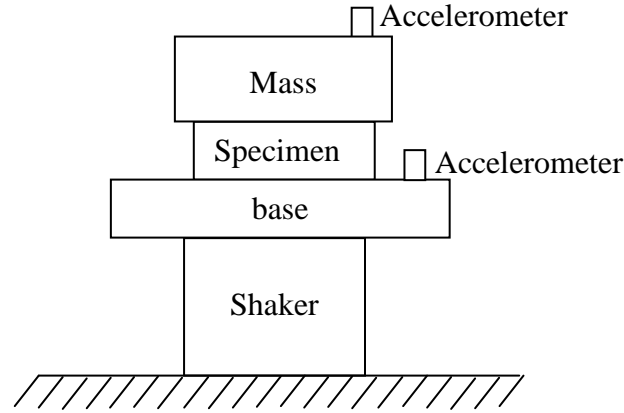 Accelerometer
Mass
Specimen
Accelerometer
base
Shaker